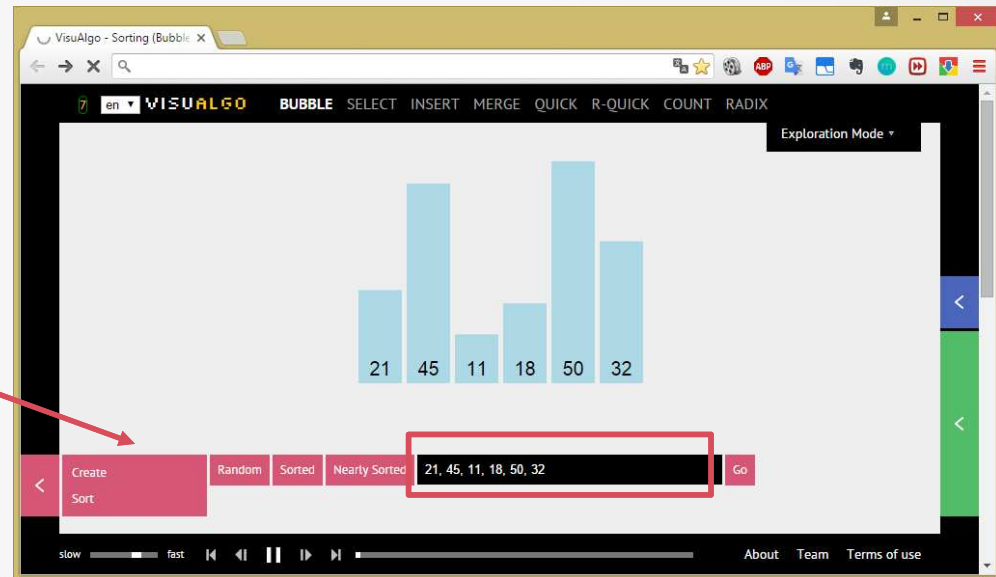 VisuAlgo - Sorting (Bubble
7 en VISUALGO BUBBLE SELECT INSERT MERGE QUICK R-QUICK COUNT RADIX
Exploration Mode
21 45 11 18 50 32
Create Random Sorted Nearly Sorted 21, 45, 11, 18, 50, 32 Go
Sort
slow fast About Team Terms of use